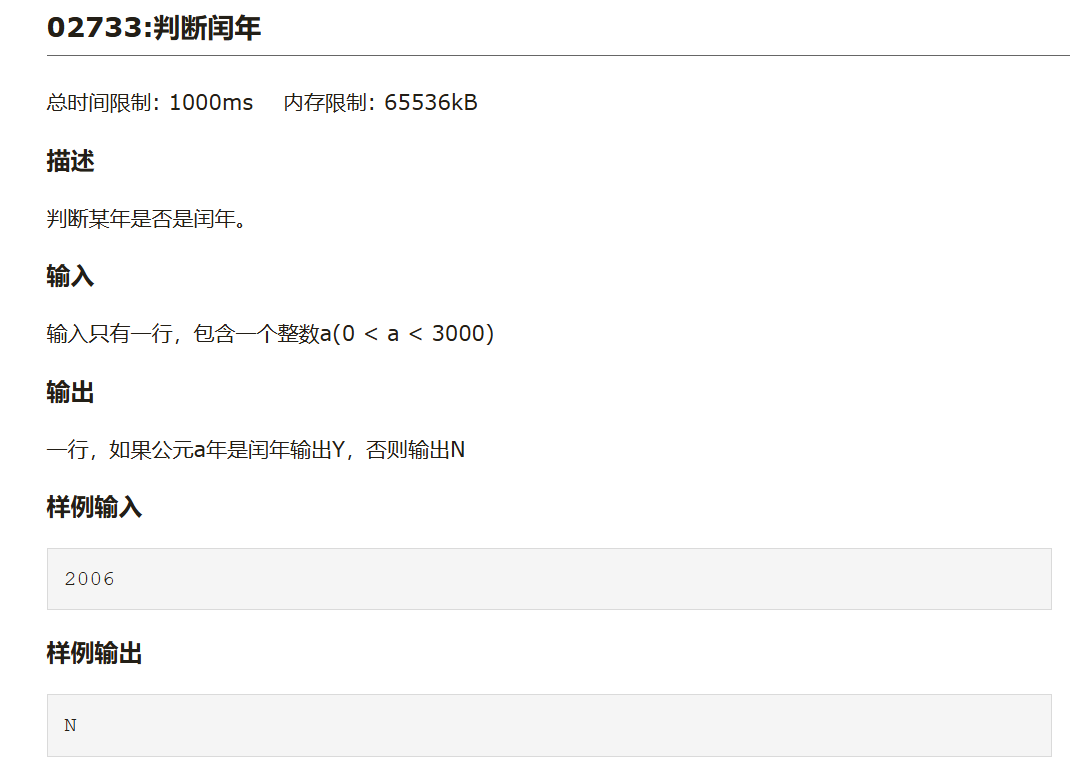 02733:判断闰年
总时间限制: 1000ms 内存限制: 65536kB
描述
判断某年是否是闰年。
输入
输入只有一行，包含一个整数a(0 < a < 3000)
输出
一行，如果公元a年是闰年输出Y，否则输出N
样例输入
2006
样例输出
N